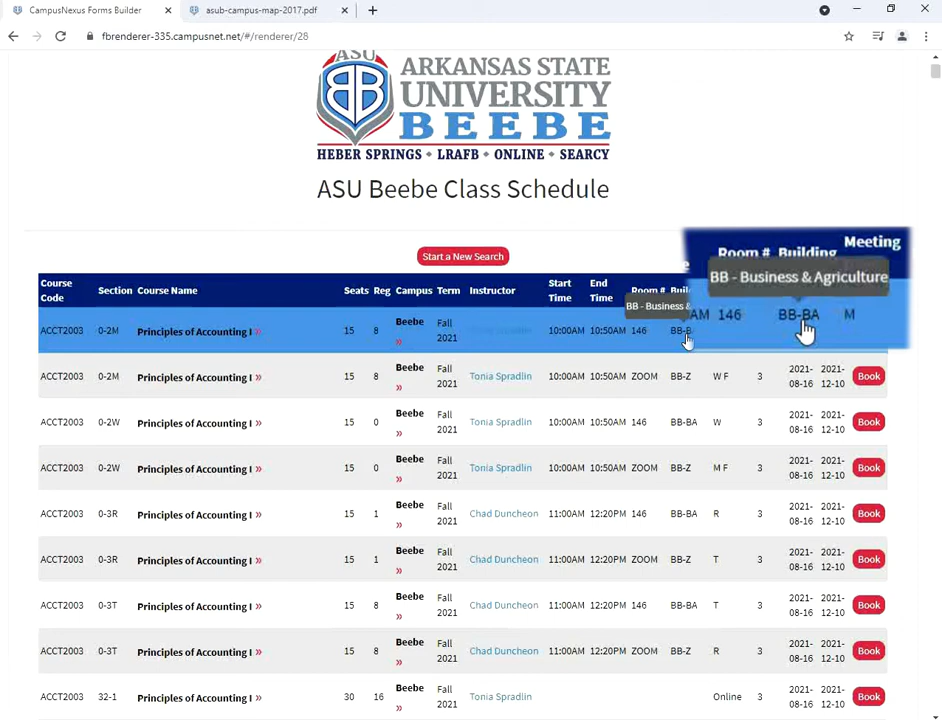 CampusNexus Forms Builder
asub-campus-map-2017.pdf
fbrenderer-335.campusnet.net/#/renderer/28
ASU
ARKANSAS STATE
UNIVERSITY
BEEBE
HEBER SPRINGS • LRAFB • ONLINE • SEARCY
ASU Beebe Class Schedule
Start a New Search
Room # Building Meeting
BB - Business & Agriculture
AM 146 BB-BA M
Course Code Section Course Name Seats Reg Campus Term Instructor Start Time End Time Room #
BB - Business &
ACCT2003 0-2M Principles of Accounting I » 15 8 Beebe » Fall 2021 Tonia Spradlin 10:00AM 10:50AM 146 BB-B
ACCT2003 0-2M Principles of Accounting I » 15 8 Beebe » Fall 2021 Tonia Spradlin 10:00AM 10:50AM ZOOM BB-Z W F 3 2021-08-16 2021-12-10 Book
ACCT2003 0-2W Principles of Accounting I » 15 0 Beebe » Fall 2021 Tonia Spradlin 10:00AM 10:50AM 146 BB-BA W 3 2021-08-16 2021-12-10 Book
ACCT2003 0-2W Principles of Accounting I » 15 0 Beebe » Fall 2021 Tonia Spradlin 10:00AM 10:50AM ZOOM BB-Z M F 3 2021-08-16 2021-12-10 Book
ACCT2003 0-3R Principles of Accounting I » 15 1 Beebe » Fall 2021 Chad Duncheon 11:00AM 12:20PM 146 BB-BA R 3 2021-08-16 2021-12-10 Book
ACCT2003 0-3R Principles of Accounting I » 15 1 Beebe » Fall 2021 Chad Duncheon 11:00AM 12:20PM ZOOM BB-Z T 3 2021-08-16 2021-12-10 Book
ACCT2003 0-3T Principles of Accounting I » 15 8 Beebe » Fall 2021 Chad Duncheon 11:00AM 12:20PM 146 BB-BA T 3 2021-08-16 2021-12-10 Book
ACCT2003 0-3T Principles of Accounting I » 15 8 Beebe » Fall 2021 Chad Duncheon 11:00AM 12:20PM ZOOM BB-Z R 3 2021-08-16 2021-12-10 Book
ACCT2003 32-1 Principles of Accounting I » 30 16 Beebe » Fall 2021 Tonia Spradlin Online 3 2021-08-16 2021-12-10 Book